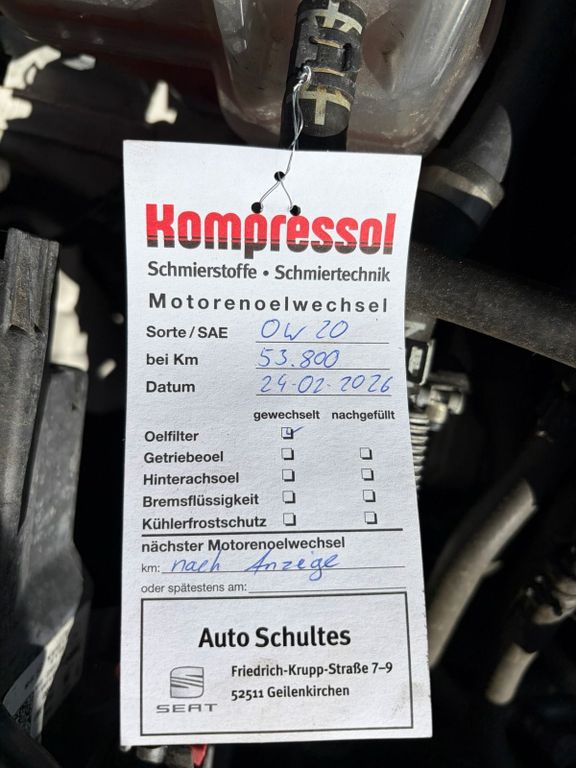 Kompressol
Schmierstoffe • Schmiertechnik
Motorenoelwechsel
Sorte / SAE 0W20
bei Km 53.800
Datum 24.02.2026
gewechselt nachgefüllt
Oelfilter
Getriebeoel
Hinterachsoel
Bremsflüssigkeit
Kühlerfrostschutz
nächster Motorenoelwechsel
km: nach Anzeige
oder spätestens am:
Auto Schultes
Friedrich-Krupp-Straße 7–9
52511 Geilenkirchen
SEAT